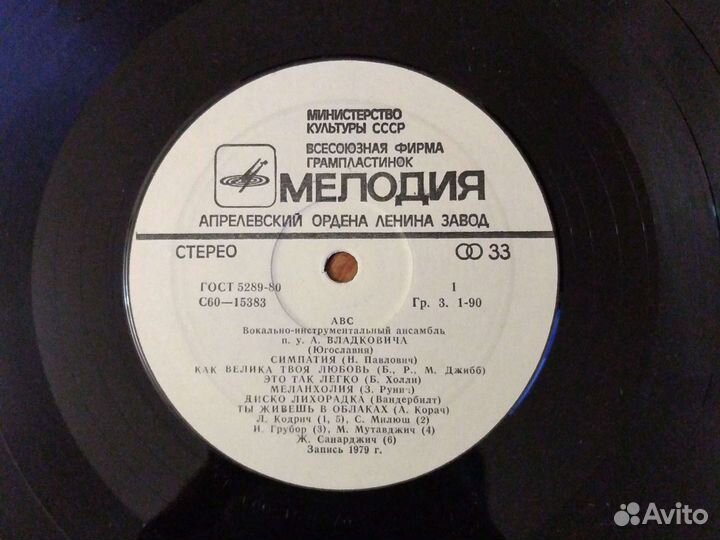 МИНИСТЕРСТВО
КУЛЬТУРЫ СССР
ВСЕСОЮЗНАЯ ФИРМА
ГРАМПЛАСТИНОК
МЕЛОДИЯ
АПРЕЛЕВСКИЙ ОРДЕНА ЛЕНИНА ЗАВОД
СТЕРЕО 33
ГОСТ 5289-80 1
С60—15383 Гр. 3. 1-90
АВС
Вокально-инструментальный ансамбль
п. у. А. ВЛАДКОВИЧА
(Югославия)
СИМПАТИЯ (Н. Павлович)
КАК ВЕЛИКА ТВОЯ ЛЮБОВЬ (Б., Р., М. Джибб)
ЭТО ТАК ЛЕГКО (Б. Холли)
МЕЛАНХОЛИЯ (З. Рунич)
ДИСКО ЛИХОРАДКА (Вандербилт)
ТЫ ЖИВЕШЬ В ОБЛАКАХ (А. Корач)
Л. Кодрич (1, 5), С. Милюш (2)
И. Грубор (3), М. Мутавджич (4)
Ж. Санарджич (6)
Запись 1979 г.
Avito